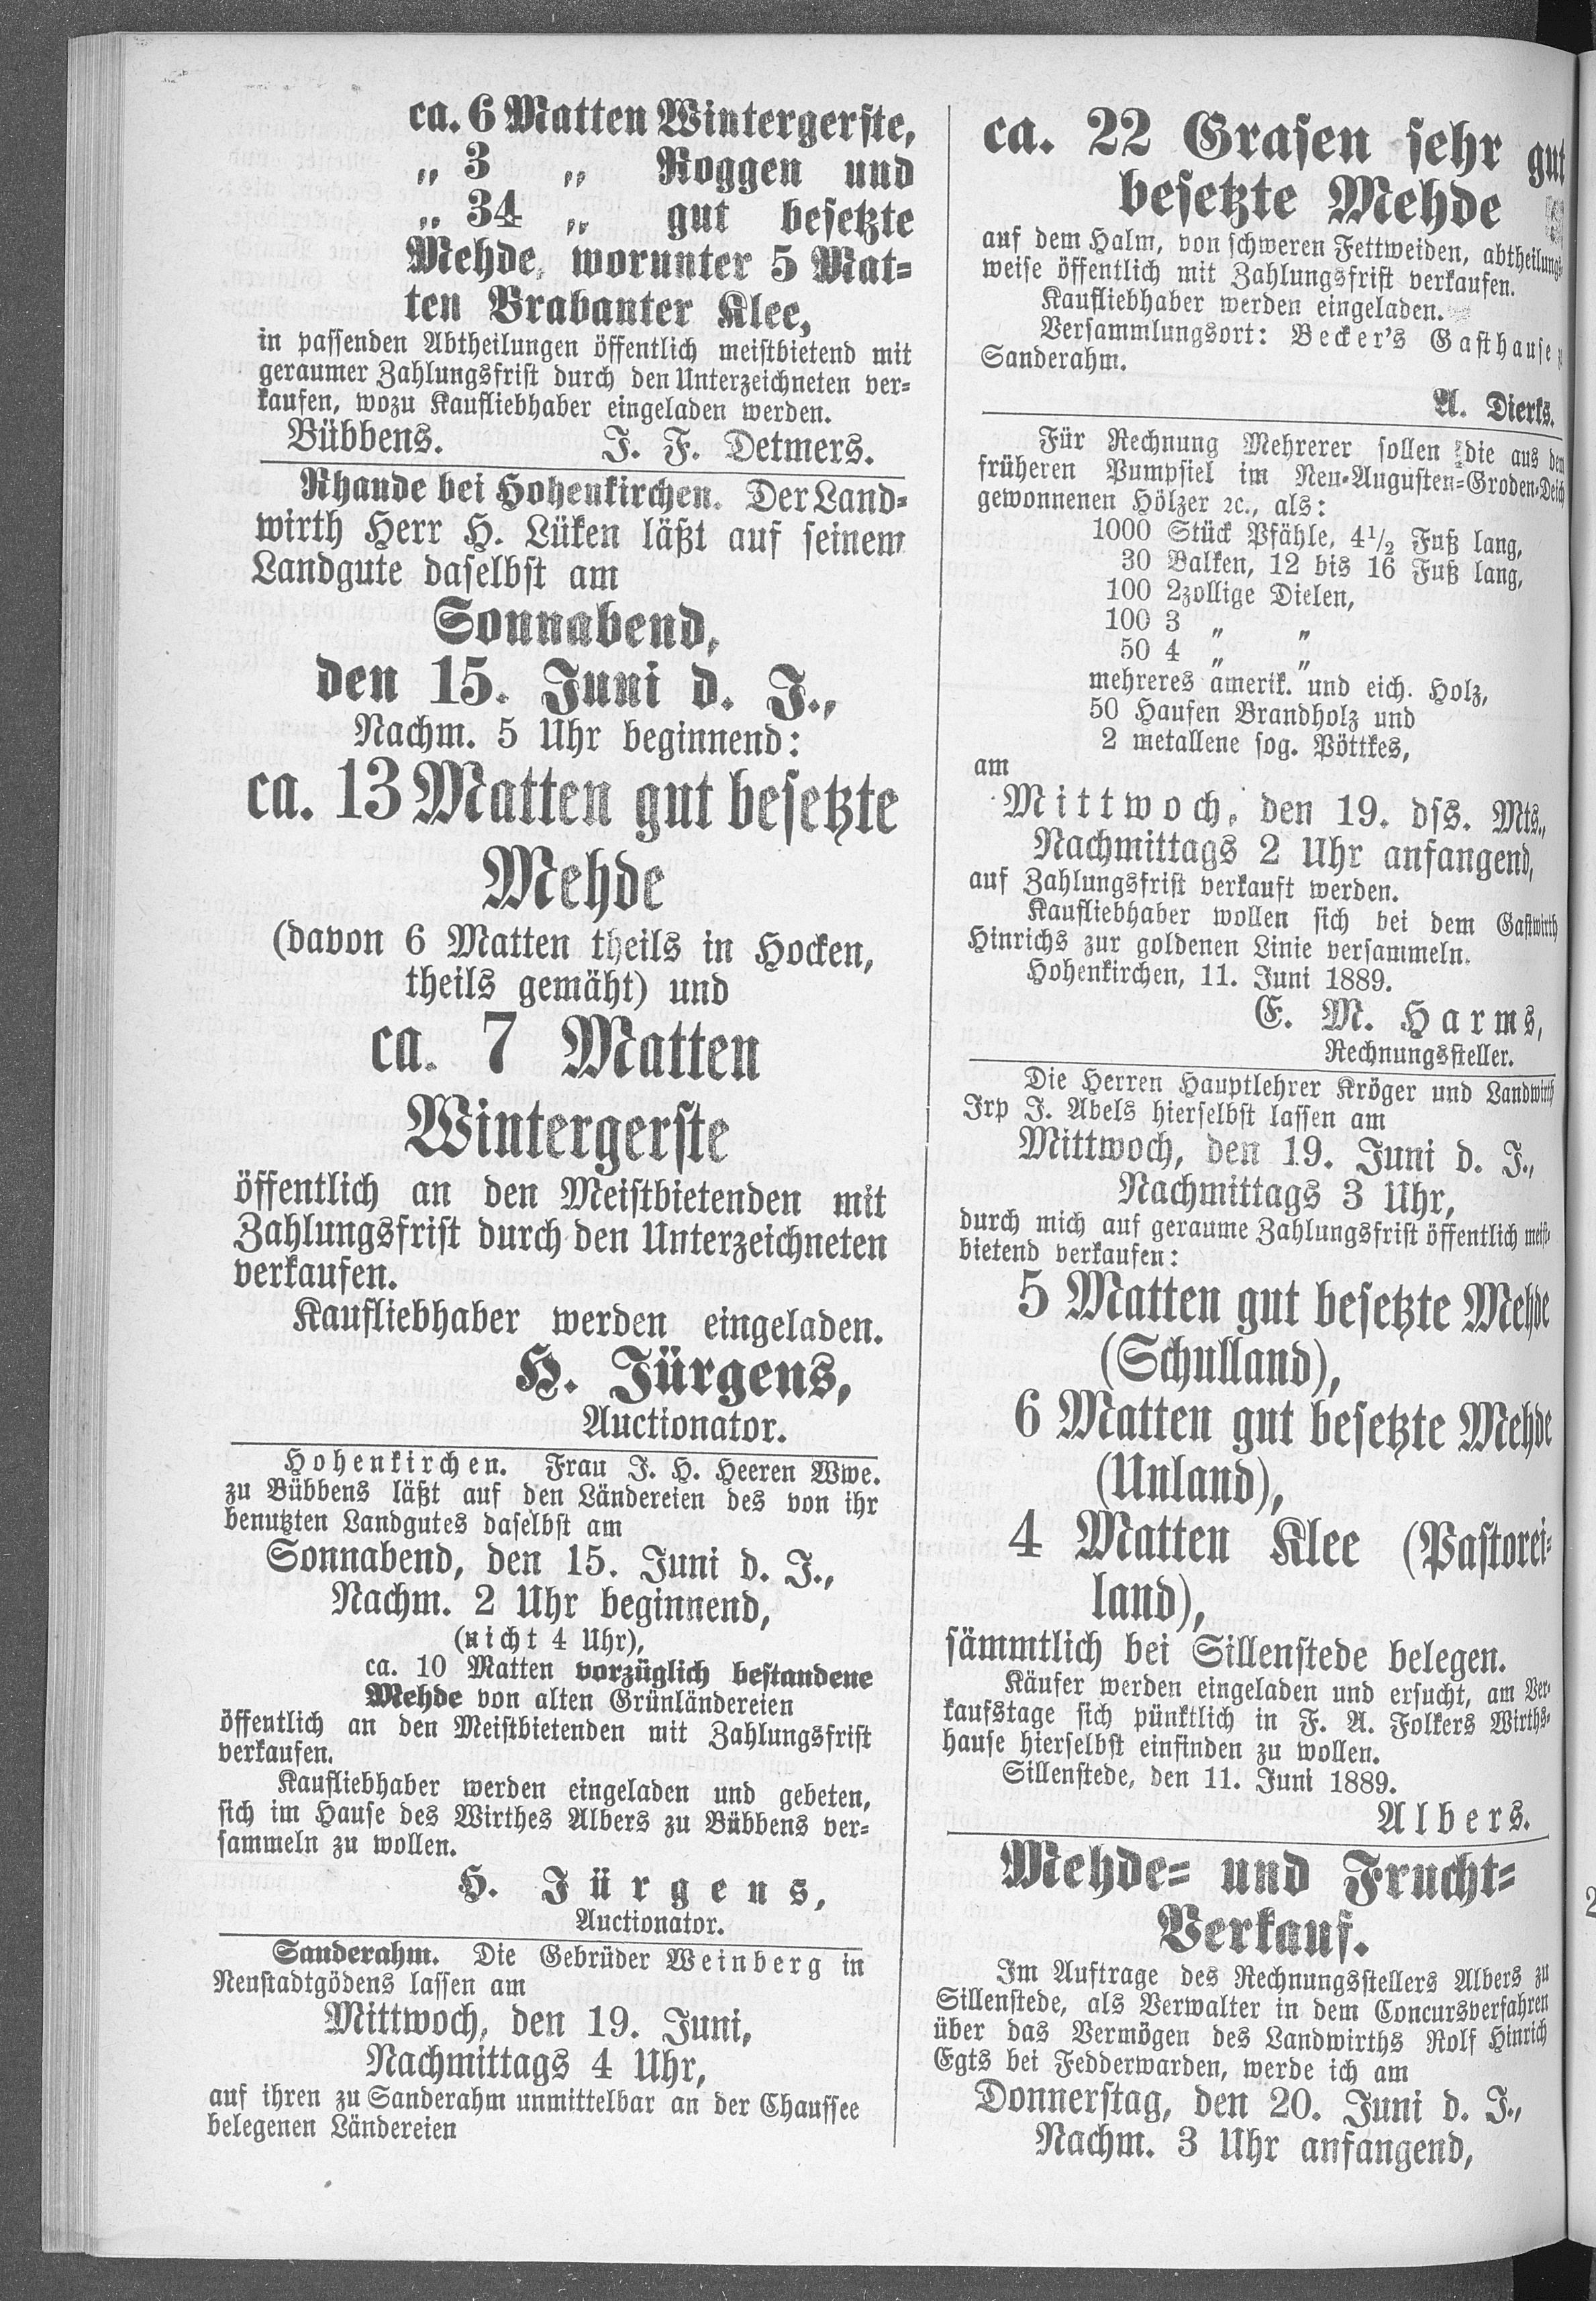 ca. 6 Matten Wintergerste,
„ 3 „ Roggen und
„ 34 „ gut besetzte
Mehde, worunter 5 Mat-
ten Brabanter Klee,
in passenden Abtheilungen öffentlich meistbietend mit
geraumer Zahlungsfrist durch den Unterzeichneten ver-
kaufen, wozu Kaufliebhaber eingeladen werden.
Bübbens. J. F. Detmers.
Rhaude bei Hohenkirchen. Der Land-
wirth Herr H. Lüken läßt auf seinem
Landgute daselbst am
Sonnabend,
den 15. Juni d. J.,
Nachm. 5 Uhr beginnend:
ca. 13 Matten gut besetzte
Mehde
(davon 6 Matten theils in Hocken,
theils gemäht) und
ca. 7 Matten
Wintergerste
öffentlich an den Meistbietenden mit
Zahlungsfrist durch den Unterzeichneten
verkaufen.
Kaufliebhaber werden eingeladen.
H. Jürgens,
Auctionator.
Hohenkirchen. Frau J. H. Heeren Wwe.
zu Bübbens läßt auf den Ländereien des von ihr
benutzten Landgutes daselbst am
Sonnabend, den 15. Juni d. J.,
Nachm. 2 Uhr beginnend,
(nicht 4 Uhr),
ca. 10 Matten vorzüglich bestandene
Mehde von alten Grünländereien
öffentlich an den Meistbietenden mit Zahlungsfrist
verkaufen.
Kaufliebhaber werden eingeladen und gebeten,
sich im Hause des Wirthes Albers zu Bübbens ver-
sammeln zu wollen.
H. Jürgens,
Auctionator.
Sanderahm. Die Gebrüder Weinberg in
Neustadtgödens lassen am
Mittwoch, den 19. Juni,
Nachmittags 4 Uhr,
auf ihren zu Sanderahm unmittelbar an der Chaussee
belegenen Ländereien
ca. 22 Grasen sehr gut
besetzte Mehde
auf dem Halm, von schweren Fettweiden, abtheilungs-
weise öffentlich mit Zahlungsfrist verkaufen.
Kaufliebhaber werden eingeladen.
Versammlungsort: Becker's Gasthause
Sanderahm.
A. Dierks.
Für Rechnung Mehrerer sollen die aus dem
früheren Pumpsiel im Neu-Augusten-Groden-Deich
gewonnenen Hölzer ꝛc., als:
1000 Stück Pfähle, 4 1/2 Fuß lang,
30 Balken, 12 bis 16 Fuß lang,
100 2zollige Dielen,
100 3 „ „
50 4 „ „
mehreres amerik. und eich. Holz,
50 Haufen Brandholz und
2 metallene sog. Pöttkes,
am
Mittwoch, den 19. dss. Mts.,
Nachmittags 2 Uhr anfangend,
auf Zahlungsfrist verkauft werden.
Kaufliebhaber wollen sich bei dem Gastwirth
Hinrichs zur goldenen Linie versammeln.
Hohenkirchen, 11. Juni 1889.
E. M. Harms,
Rechnungssteller.
Die Herren Hauptlehrer Kröger und Landwirth
Irp J. Abels hierselbst lassen am
Mittwoch, den 19. Juni d. J.,
Nachmittags 3 Uhr,
durch mich auf geraume Zahlungsfrist öffentlich meist-
bietend verkaufen:
5 Matten gut besetzte Mehde
(Schulland),
6 Matten gut besetzte Mehde
(Unland),
4 Matten Klee (Pastorei-
land),
sämmtlich bei Sillenstede belegen.
Käufer werden eingeladen und ersucht, am Ver-
kaufstage sich pünktlich in F. A. Folkers Wirths-
hause hierselbst einfinden zu wollen.
Sillenstede, den 11. Juni 1889.
Albers.
Mehde- und Frucht-
Verkauf.
Im Auftrage des Rechnungsstellers Albers zu
Sillenstede, als Verwalter in dem Concursverfahren
über das Vermögen des Landwirths Rolf Hinrich
Egts bei Fedderwarden, werde ich am
Donnerstag, den 20. Juni d. J.,
Nachm. 3 Uhr anfangend,